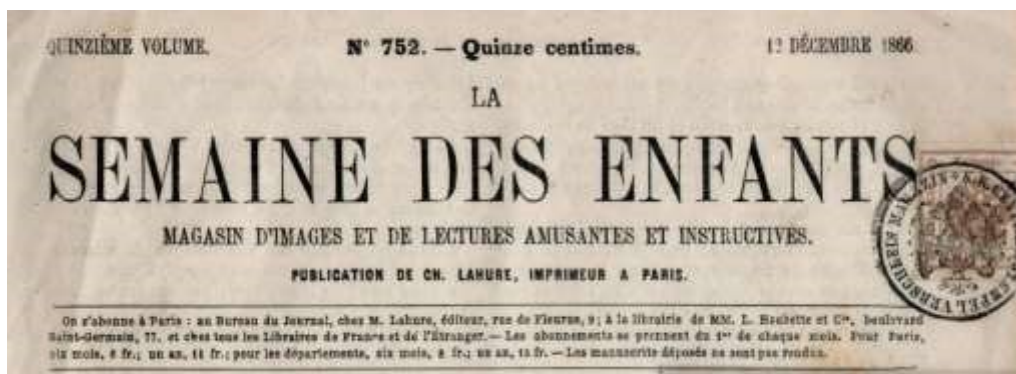 QUINZIÈME VOLUME. N° 752. — Quinze centimes. 12 DÉCEMBRE 1866
LA
SEMAINE DES ENFANTS
MAGASIN D'IMAGES ET DE LECTURES AMUSANTES ET INSTRUCTIVES.
PUBLICATION DE CH. LAHURE, IMPRIMEUR A PARIS.
On s'abonne à Paris : au Bureau du Journal, chez M. Lahure, éditeur, rue de Fleurus, 9; à la librairie de MM. L. Hachette et Cie, boulevard
Saint-Germain, 77, et chez tous les Libraires de France et de l'Étranger. — Les abonnements se prennent du 1er de chaque mois. Pour Paris,
six mois, 6 fr.; un an, 11 fr.; pour les départements, six mois, 8 fr.; un an, 15 fr. — Les manuscrits déposés ne sont pas rendus.